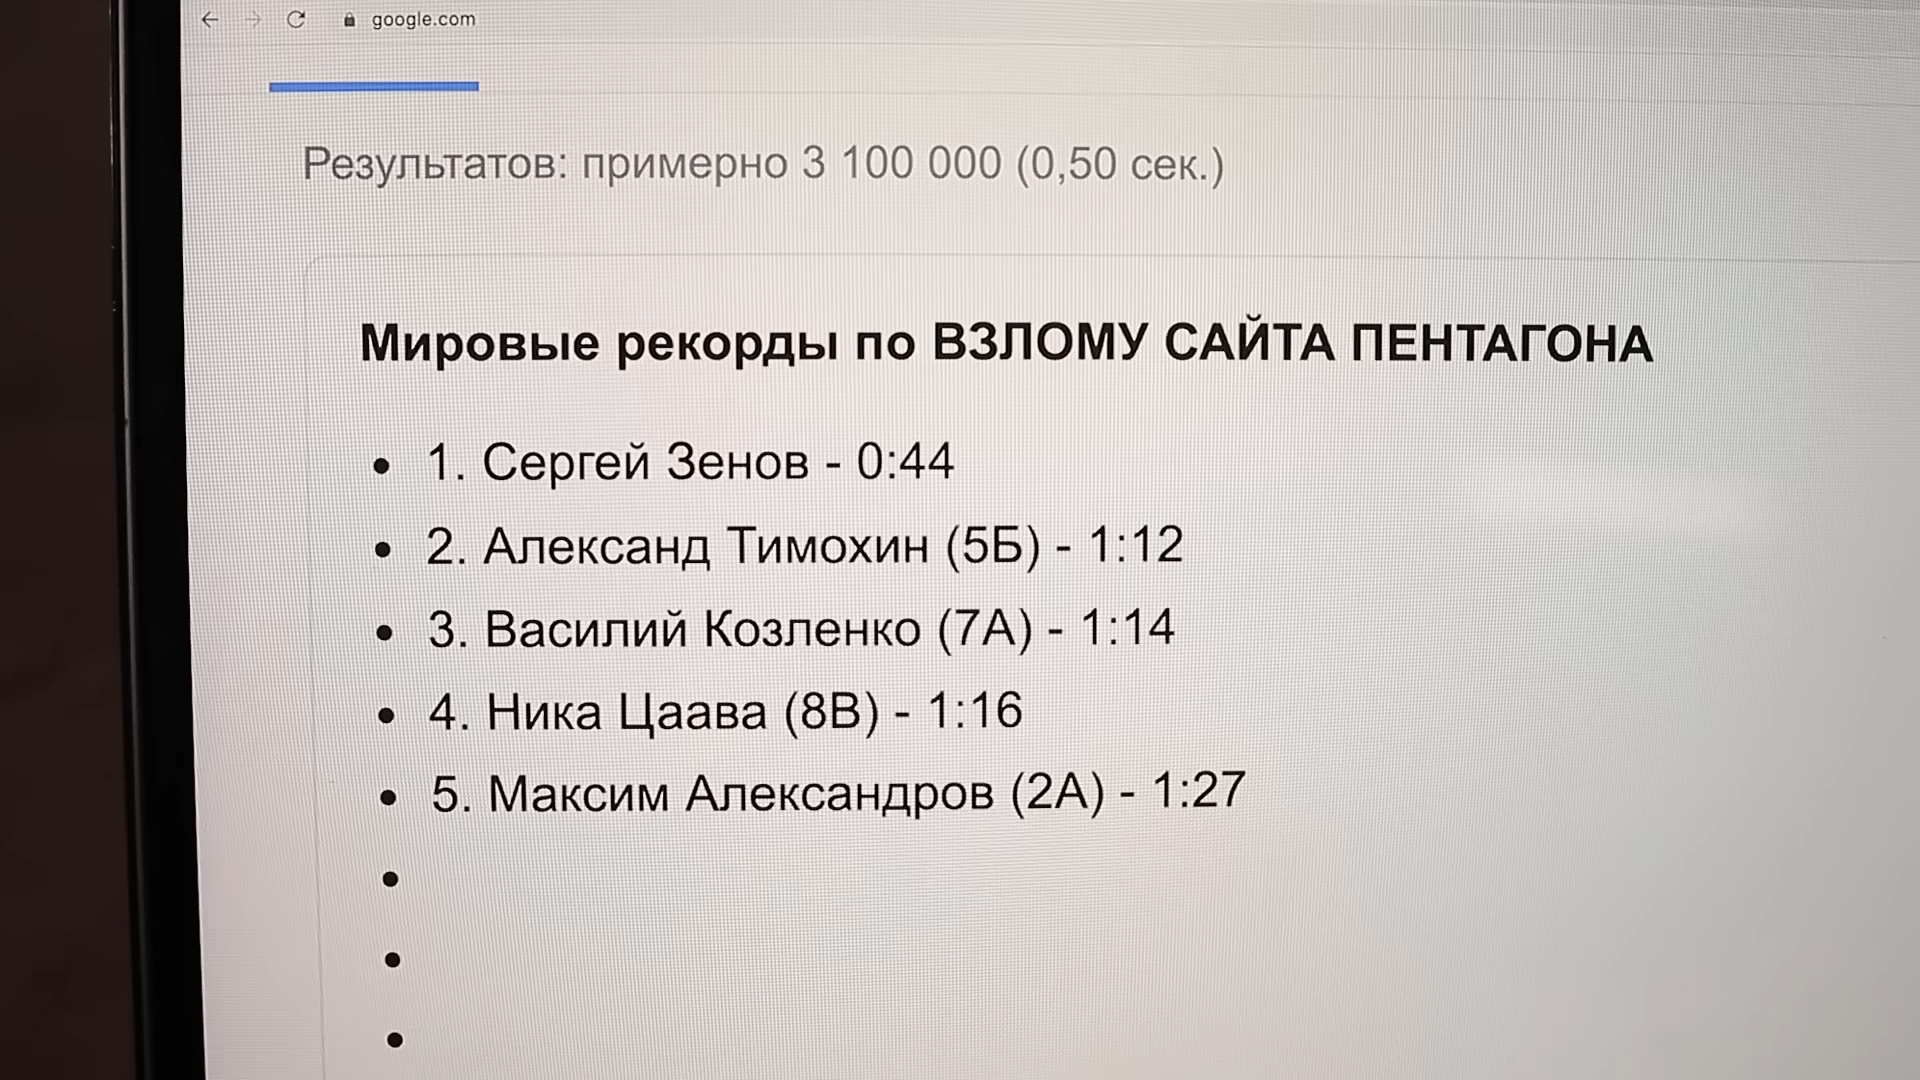 google.com
Результатов: примерно 3 100 000 (0,50 сек.)
Мировые рекорды по ВЗЛОМУ САЙТА ПЕНТАГОНА
• 1. Сергей Зенов - 0:44
• 2. Александ Тимохин (5Б) - 1:12
• 3. Василий Козленко (7А) - 1:14
• 4. Ника Цаава (8В) - 1:16
• 5. Максим Александров (2А) - 1:27
•
•
•